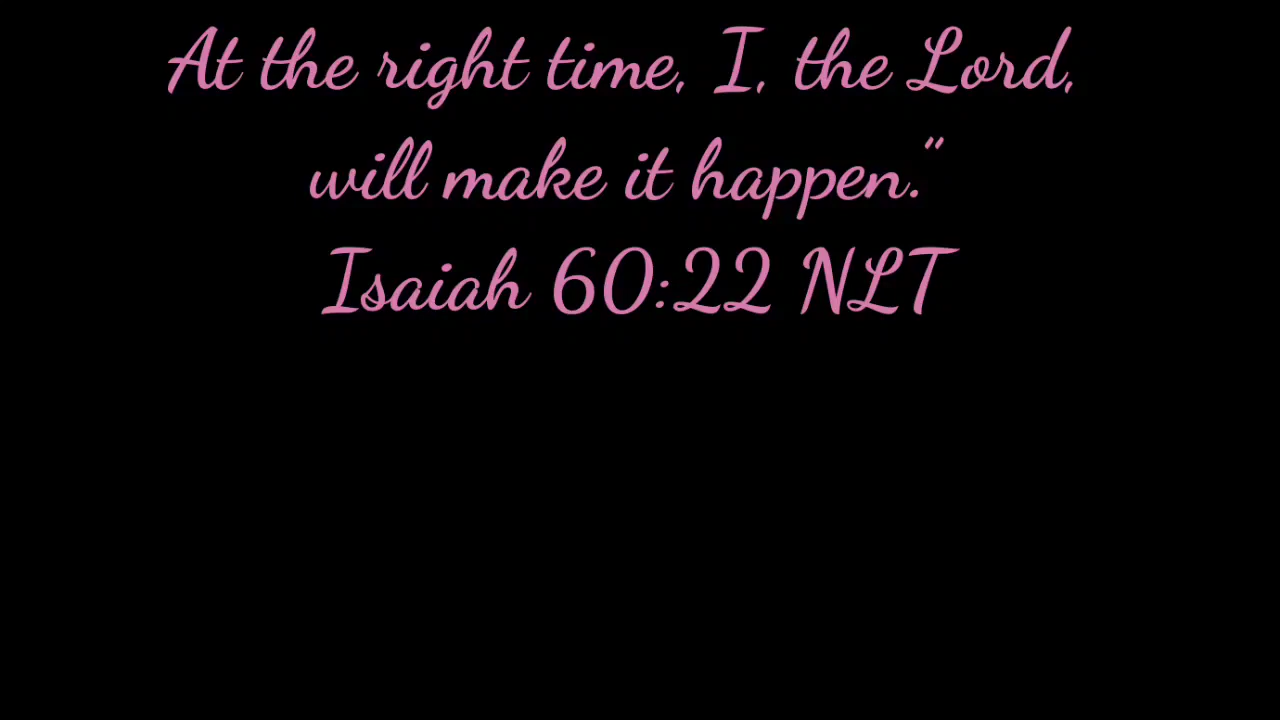 At the right time, I, the Lord,
will make it happen.”
Isaiah 60:22 NLT